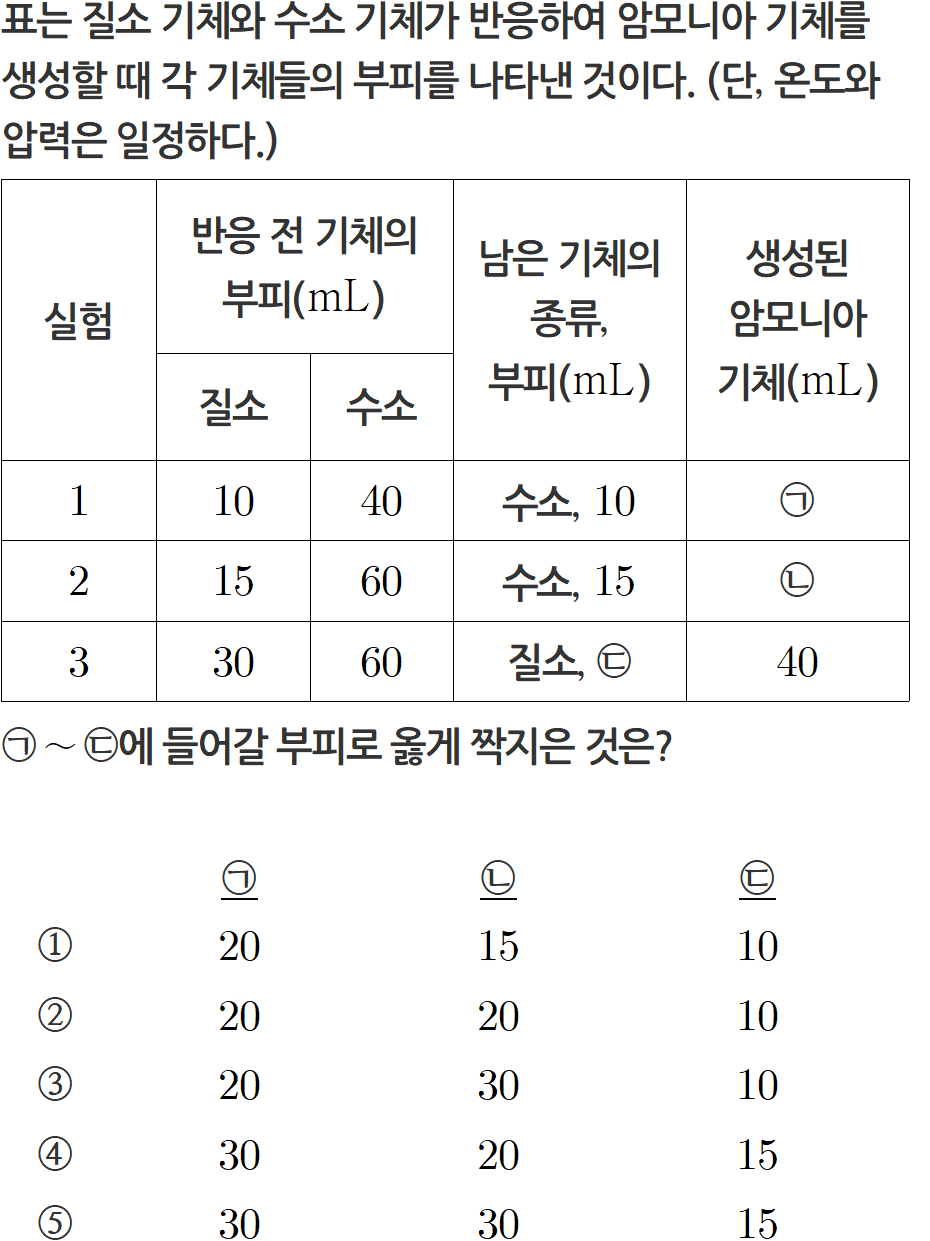 표는 질소 기체와 수소 기체가 반응하여 암모니아 기체를
생성할 때 각 기체들의 부피를 나타낸 것이다. (단, 온도와
압력은 일정하다.)
실험
반응 전 기체의
부피(mL)
질소 수소
남은 기체의
종류,
부피(mL)
생성된
암모니아
기체(mL)
1 10 40 수소, 10 ㉠
2 15 60 수소, 15 ㉡
3 30 60 질소, ㉢ 40
㉠ ~ ㉢에 들어갈 부피로 옳게 짝지은 것은?
㉠ ㉡ ㉢
① 20 15 10
② 20 20 10
③ 20 30 10
④ 30 20 15
⑤ 30 30 15